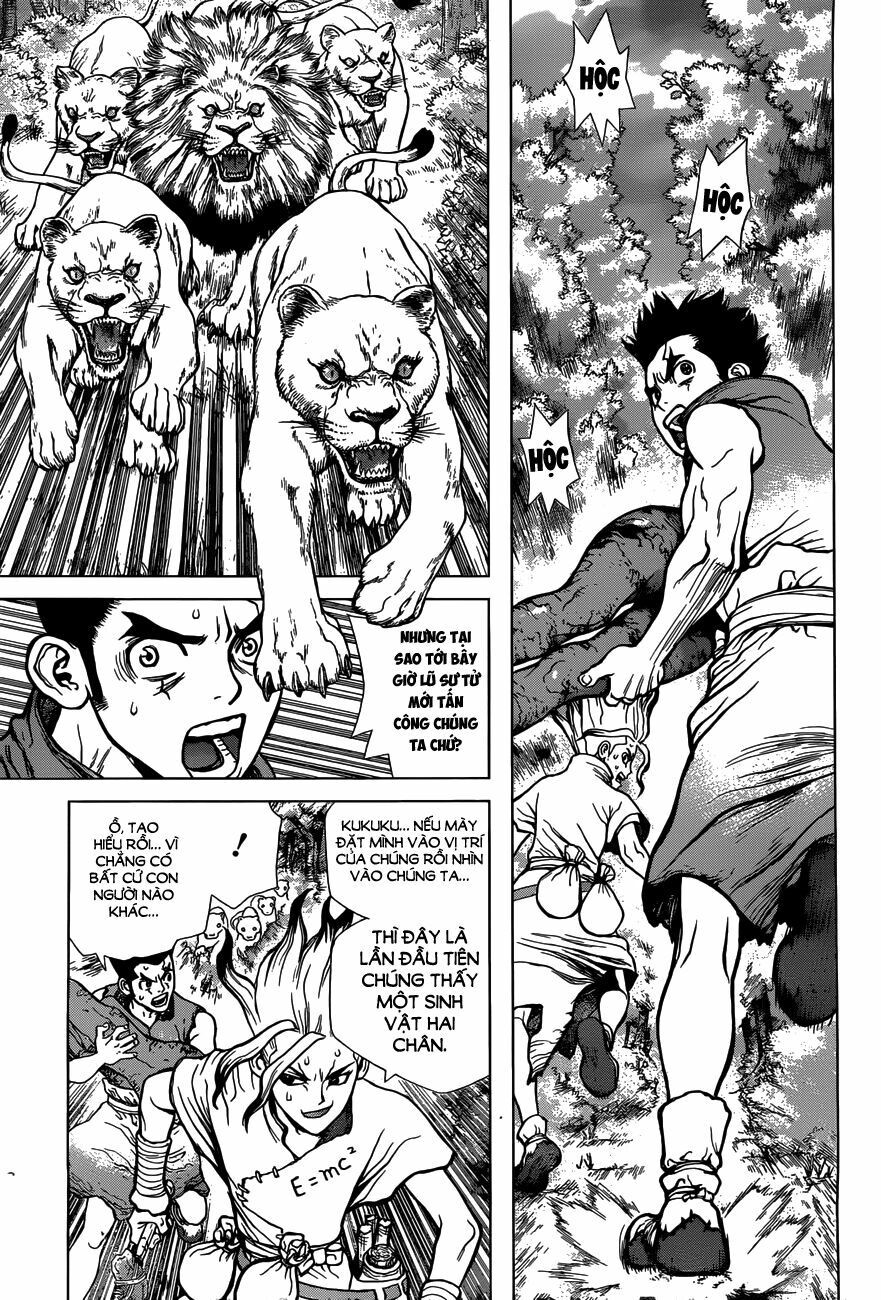 HỘC
HỘC
HỘC
NHƯNG TẠI
SAO TỚI BÂY
GIỜ LŨ SƯ TỬ
MỚI TẤN
CÔNG CHÚNG
TA CHỨ?
KUKUKU... NẾU MÀY
ĐẶT MÌNH VÀO VỊ TRÍ
CỦA CHÚNG RỒI NHÌN
VÀO CHÚNG TA...
THÌ ĐÂY LÀ
LẦN ĐẦU TIÊN
CHÚNG THẤY
MỘT SINH
VẬT HAI
CHÂN.
!
Ồ, TAO
HIỂU RỒI... VÌ
CHẲNG CÓ
BẤT CỨ CON
NGƯỜI NÀO
KHÁC...
E=mc²